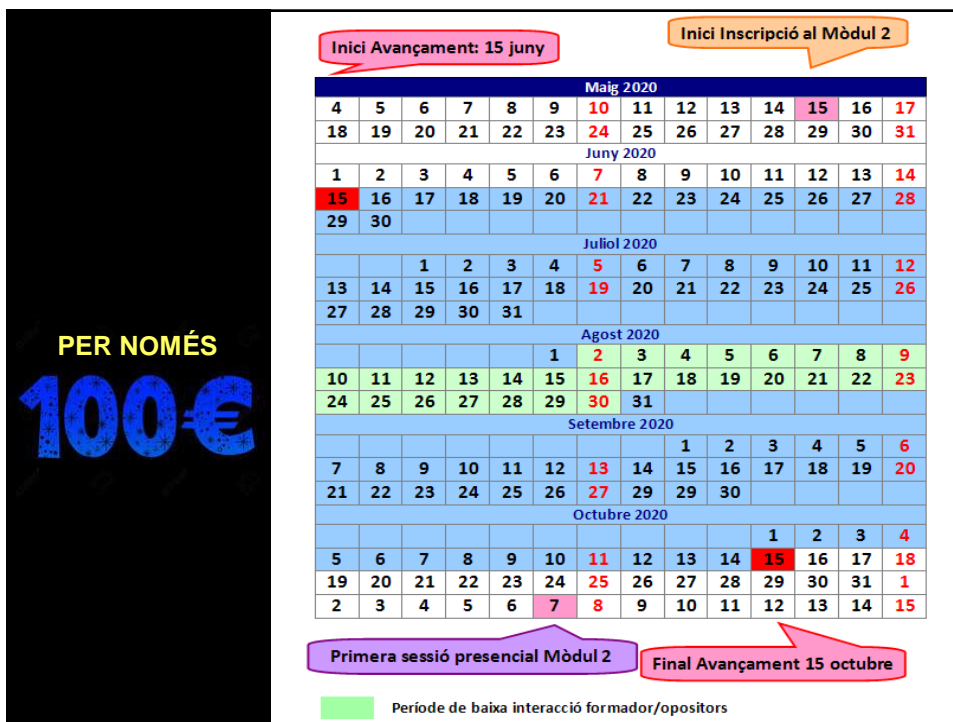 Inici Avançament: 15 juny
Inici Inscripció al Mòdul 2
Maig 2020
4 5 6 7 8 9 10 11 12 13 14 15 16 17
18 19 20 21 22 23 24 25 26 27 28 29 30 31
Juny 2020
1 2 3 4 5 6 7 8 9 10 11 12 13 14
15 16 17 18 19 20 21 22 23 24 25 26 27 28
29 30
Juliol 2020
1 2 3 4 5 6 7 8 9 10 11 12
13 14 15 16 17 18 19 20 21 22 23 24 25 26
27 28 29 30 31
Agost 2020
1 2 3 4 5 6 7 8 9
10 11 12 13 14 15 16 17 18 19 20 21 22 23
24 25 26 27 28 29 30 31
Setembre 2020
1 2 3 4 5 6
7 8 9 10 11 12 13 14 15 16 17 18 19 20
21 22 23 24 25 26 27 29 29 30
Octubre 2020
1 2 3 4
5 6 7 8 9 10 11 12 13 14 15 16 17 18
19 20 21 22 23 24 25 26 27 28 29 30 31 1
2 3 4 5 6 7 8 9 10 11 12 13 14 15
Primera sessió presencial Mòdul 2
Final Avançament 15 octubre
Període de baixa interacció formador/opositors
PER NOMÉS
100€